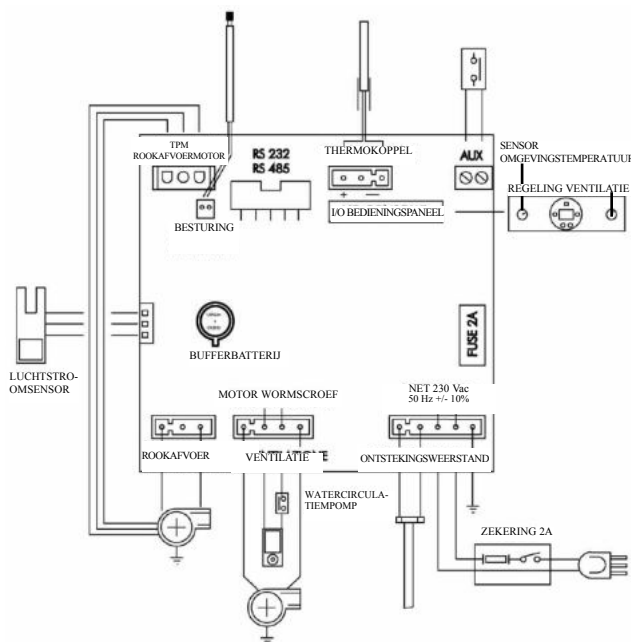 TPM
ROOKAFVOERMOTOR
RS 232
RS 485
THERMOKOPPEL
AUX
SENSOR
OMGEVINGSTEMPERATUUR
REGELING VENTILATIE
+ —
I/O BEDIENINGSPANEEL
BESTURING
BUFFERBATTERIJ
FUSE 2A
LUCHTSTRO-
OMSENSOR
MOTOR WORMSCROEF
NET 230 Vac
50 Hz +/- 10%
ROOKAFVOER
VENTILATIE
ONTSTEKINGSWEERSTAND
WATERCIRCULA-
TIEMPOMP
ZEKERING 2A